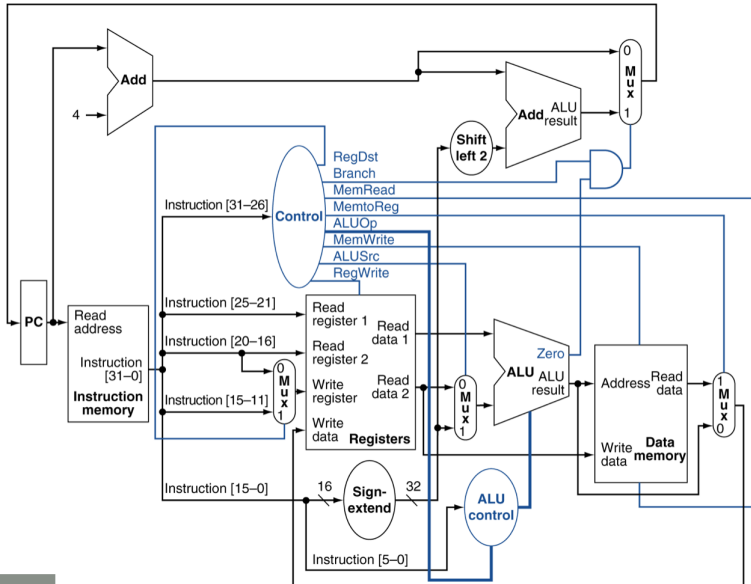 Add
4
Add
ALU
result
0
M
u
x
1
Shift
left 2
RegDst
Branch
MemRead
MemtoReg
ALUOp
MemWrite
ALUSrc
RegWrite
Control
Instruction [31–26]
Instruction [25–21]
Instruction [20–16]
Instruction [15–11]
Instruction [15–0]
Instruction [5–0]
PC
Read
address
Instruction
[31–0]
Instruction
memory
0
M
u
x
1
Read
register 1
Read
register 2
Write
register
Write
data
Read
data 1
Read
data 2
Registers
0
M
u
x
1
Zero
ALU
ALU
result
Address
Read
data
Write
data
Data
memory
1
M
u
x
0
16
Sign-
extend
32
ALU
control